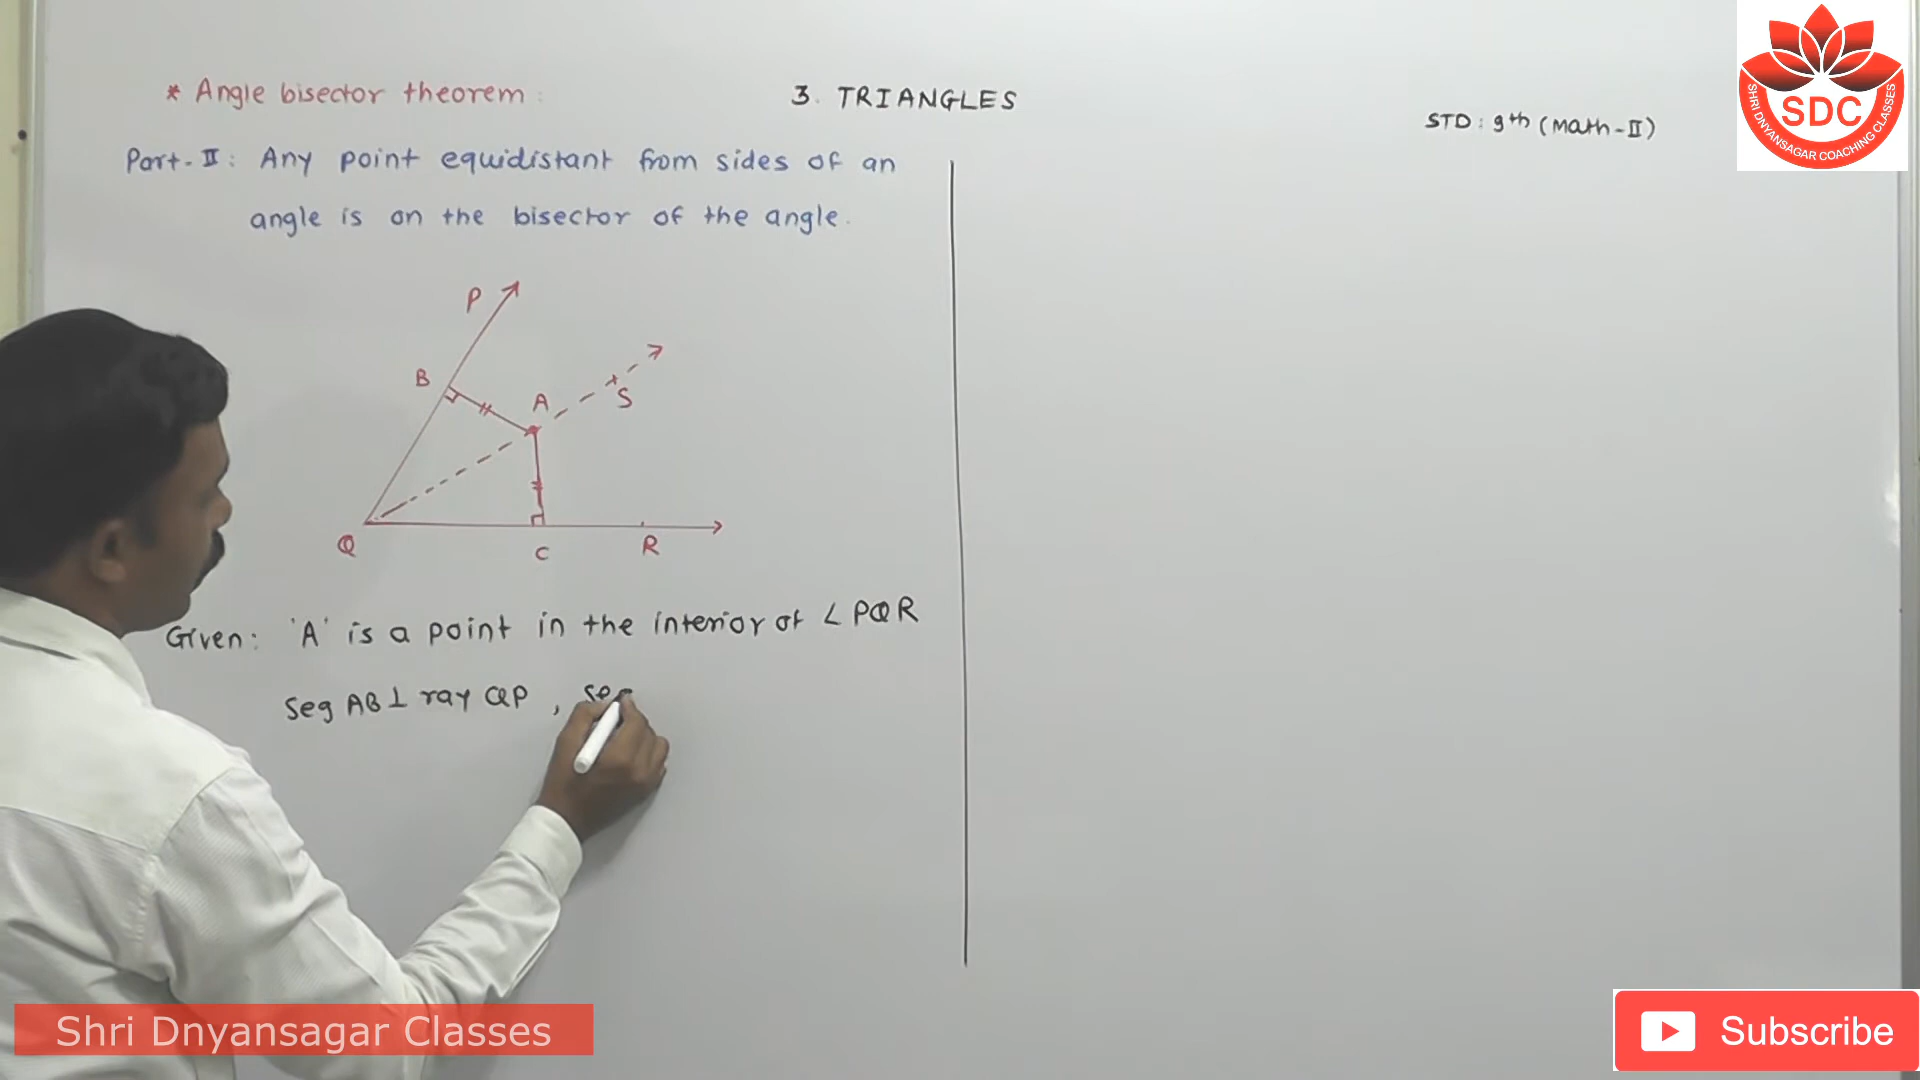 * Angle bisector theorem :
3. TRIANGLES
STD : 9th (Math-II)
Part-II : Any point equidistant from sides of an
angle is on the bisector of the angle.
P
B
A
S
Q
C
R
Given: 'A' is a point in the interior of ∠PQR
Seg AB ⊥ ray QP , seg
SDC
SHRI DNYANSAGAR COACHING CLASSES
Shri Dnyansagar Classes
Subscribe